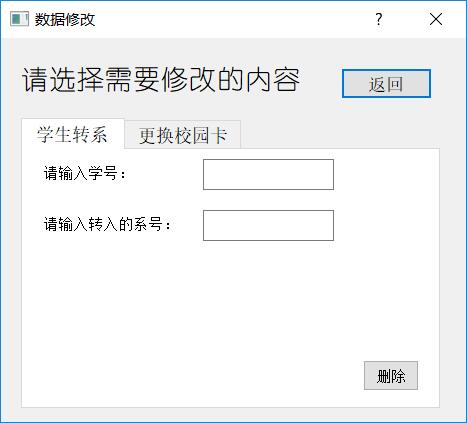 数据修改
?
请选择需要修改的内容
返回
学生转系
更换校园卡
请输入学号：
请输入转入的系号：
删除